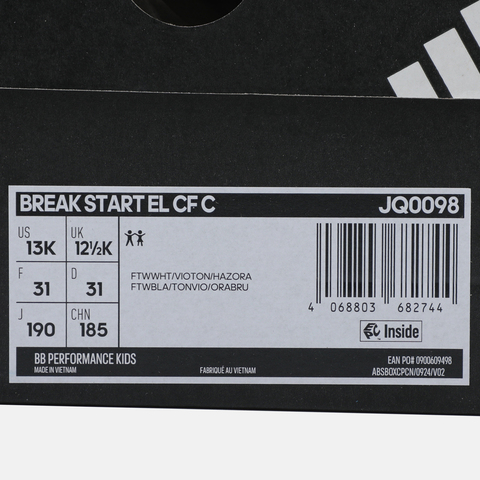 BREAK START EL CF C JQ0098
US 13K UK 12½K
F 31 D 31
J 190 CHN 185
FTWWHT/VIOTON/HAZORA
FTWBLA/TONVIO/ORABRU
4 068803 682744
Inside
BB PERFORMANCE KIDS
MADE IN VIETNAM FABRIQUÉ AU VIETNAM
EAN PO# 0900609498
ABSBOXCPCN/0924/V02